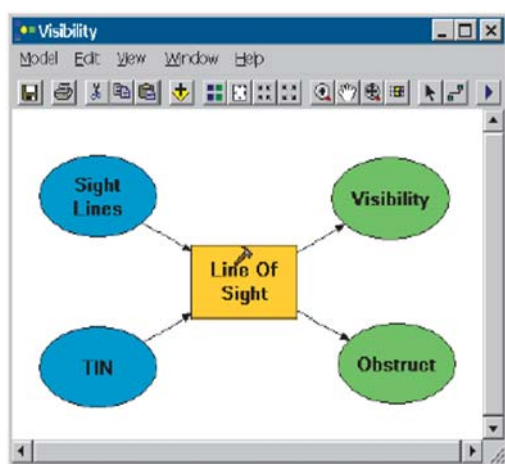 Visibility
Model Edit View Window Help
Sight
Lines
Visibility
Line Of
Sight
TIN
Obstruct